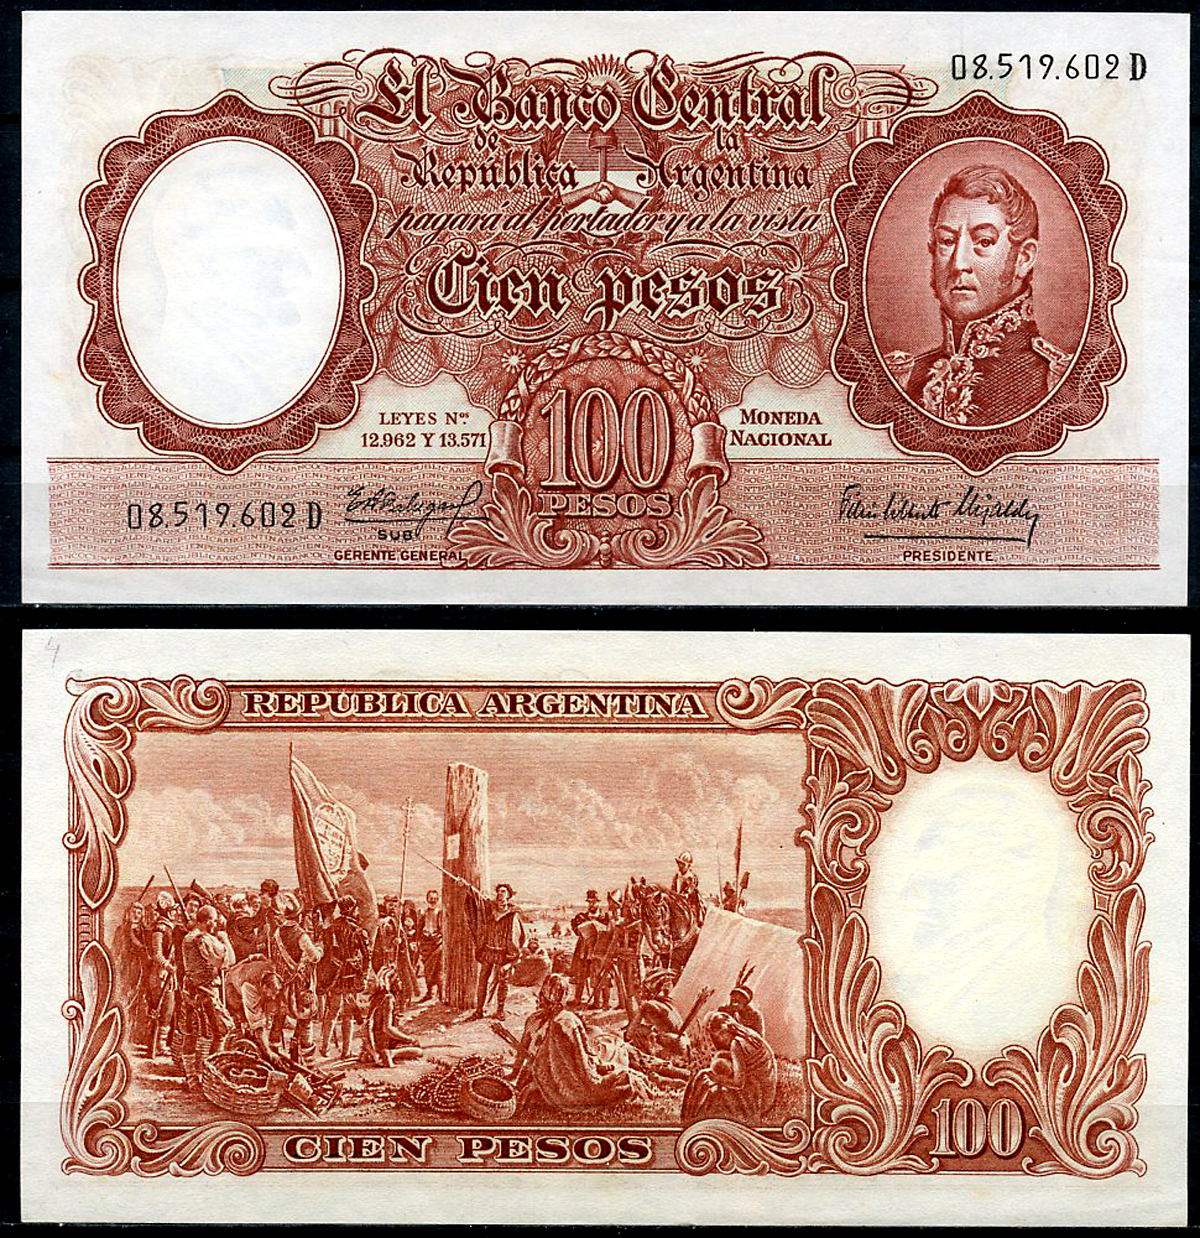 08.519.602 D
El Banco Central
de la
República Argentina
pagará al portador y a la vista
Cien pesos
LEYES Nos.
12.962 Y 13.571
MONEDA
NACIONAL
100
PESOS
08.519.602 D
SUB
GERENTE GENERAL
PRESIDENTE
4
REPUBLICA ARGENTINA
CIEN PESOS
100